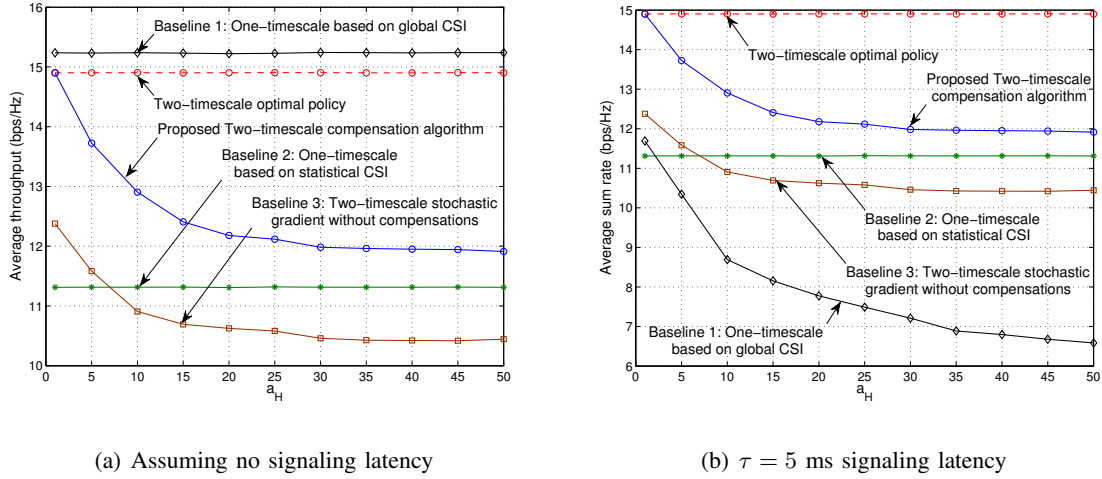 Average throughput (bps/Hz)
16
15
14
13
12
11
10
0
5
10
15
20
25
30
35
40
45
50
a_H
Baseline 1: One−timescale
based on global CSI
Two−timescale optimal policy
Proposed Two−timescale compensation algorithm
Baseline 2: One−timescale
based on statistical CSI
Baseline 3: Two−timescale stochastic
gradient without compensations
(a) Assuming no signaling latency
Average sum rate (bps/Hz)
15
14
13
12
11
10
9
8
7
6
0
5
10
15
20
25
30
35
40
45
50
a_H
Two−timescale optimal policy
Proposed Two−timescale
compensation algorithm
Baseline 2: One−timescale
based on statistical CSI
Baseline 3: Two−timescale stochastic
gradient without compensations
Baseline 1: One−timescale
based on global CSI
(b) τ = 5 ms signaling latency